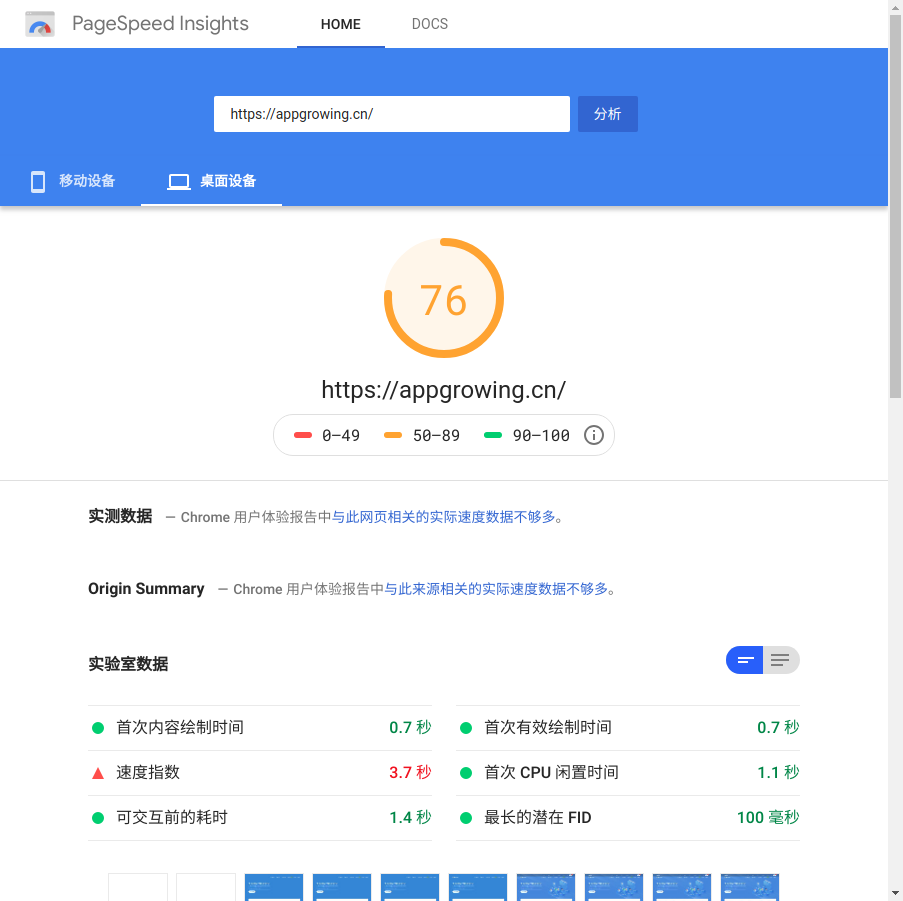 PageSpeed Insights
HOME
DOCS
https://appgrowing.cn/
分析
移动设备
桌面设备
76
https://appgrowing.cn/
0–49
50–89
90–100
实测数据 — Chrome 用户体验报告中与此网页相关的实际速度数据不够多。
Origin Summary — Chrome 用户体验报告中与此来源相关的实际速度数据不够多。
实验室数据
首次内容绘制时间 0.7 秒
首次有效绘制时间 0.7 秒
速度指数 3.7 秒
首次 CPU 闲置时间 1.1 秒
可交互前的耗时 1.4 秒
最长的潜在 FID 100 毫秒